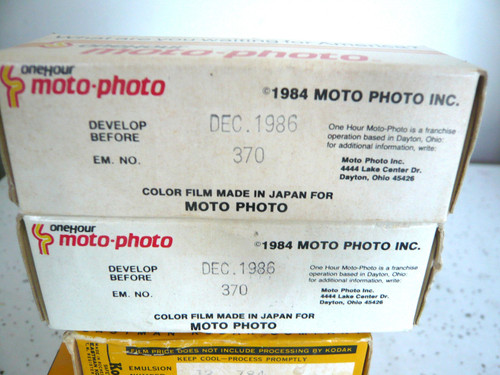 moto-photo
oneHour
moto-photo
©1984 MOTO PHOTO INC.
DEVELOP
BEFORE
DEC.1986
EM. NO.
370
One Hour Moto-Photo is a franchise
operation based in Dayton, Ohio:
for additional information, write:
Moto Photo Inc.
4444 Lake Center Dr.
Dayton, Ohio 45426
COLOR FILM MADE IN JAPAN FOR
MOTO PHOTO
oneHour
moto-photo
©1984 MOTO PHOTO INC.
DEVELOP
BEFORE
DEC.1986
EM. NO.
370
One Hour Moto-Photo is a franchise
operation based in Dayton, Ohio:
for additional information, write:
Moto Photo Inc.
4444 Lake Center Dr.
Dayton, Ohio 45426
COLOR FILM MADE IN JAPAN FOR
MOTO PHOTO
FILM PRICE DOES NOT INCLUDE PROCESSING BY KODAK
KEEP COOL—PROCESS PROMPTLY
EMULSION